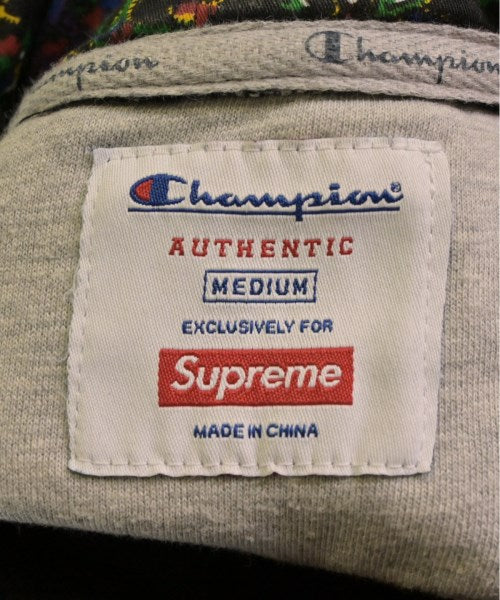 Champion Champion
Champion®
AUTHENTIC
MEDIUM
EXCLUSIVELY FOR
Supreme
MADE IN CHINA